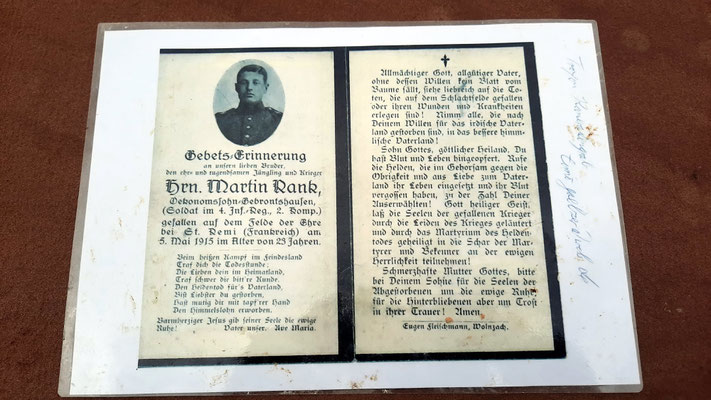 Gebets-Erinnerung
an unsern lieben Bruder,
den ehr- und tugendsamen Jüngling und Krieger
Hrn. Martin Rank,
Oekonomssohn-Gebrontshausen,
(Soldat im 4. Inf.-Reg., 2. Komp.)
gefallen auf dem Felde der Ehre
bei St. Remi (Frankreich) am
5. Mai 1915 im Alter von 23 Jahren.
Beim heißen Kampf im Feindesland
Traf dich die Todesstunde;
Die Lieben dein im Heimatland,
Traf schwer die bitt're Kunde.
Den Heldentod für's Vaterland,
Bist Liebster du gestorben,
Hast mutig dir mit tapf'rer Hand
Den Himmelslohn erworben.
Barmherziger Jesus gib seiner Seele die ewige
Ruhe! Vater unser. Ave Maria.
Allmächtiger Gott, allgütiger Vater,
ohne dessen Willen kein Blatt vom
Baume fällt, siehe liebreich auf die To-
ten, die auf dem Schlachtfelde gefallen
oder ihren Wunden und Krankheiten
erlegen sind! Nimm alle, die nach
Deinem Willen für das irdische Vaterland
gestorben sind, in das bessere himm-
lische Vaterland!
Sohn Gottes, göttlicher Heiland, Du
hast Blut und Leben hingeopfert. Rufe
die Helden, die im Gehorsam gegen die
Obrigkeit und aus Liebe zum Vater-
land ihr Leben eingesetzt und ihr Blut
vergossen haben, zu der Zahl Deiner
Auserwählten! Gott heiliger Geist,
laß die Seelen der gefallenen Krieger
durch die Leiden des Krieges geläutert
und durch das Martyrium des Helden-
todes geheiligt in die Schar der Mar-
tyrer und Bekenner an der ewigen
Herrlichkeit teilnehmen!
Schmerzhafte Mutter Gottes, bitte
bei Deinem Sohne für die Seelen der
Abgestorbenen um die ewige Ruhe,
für die Hinterbliebenen aber um Trost
in ihrer Trauer! Amen.
Eugen Fleischmann, Wolnzach.